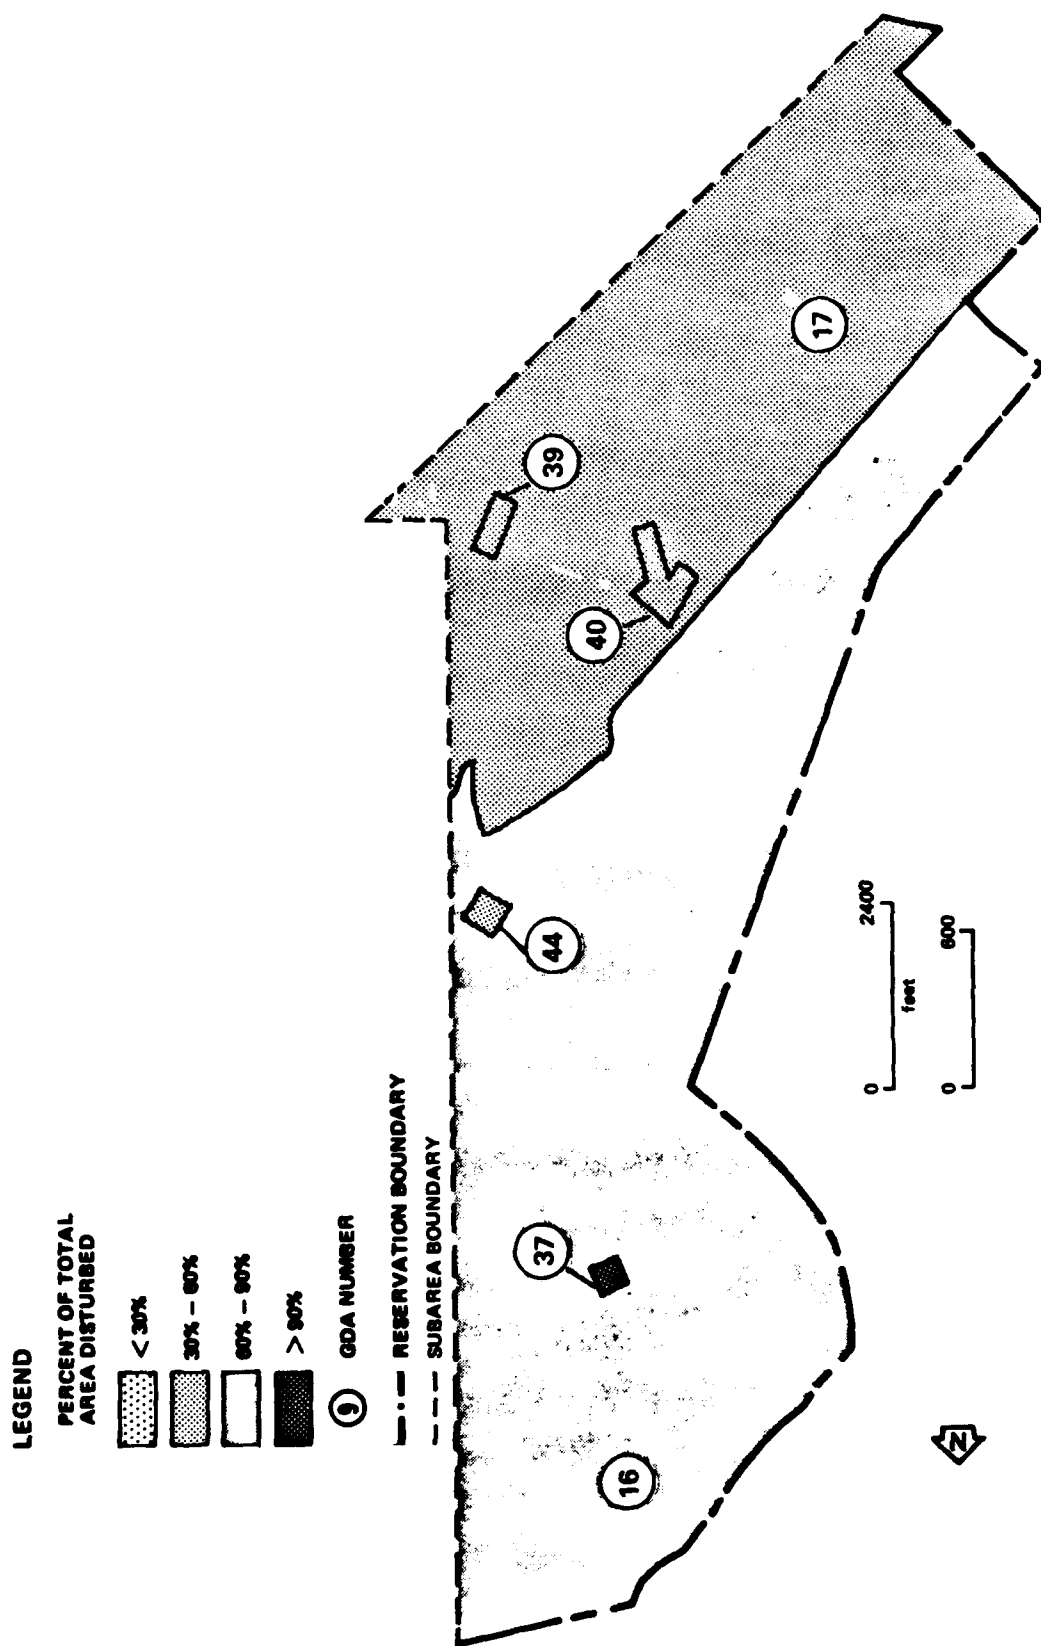 LEGEND
PERCENT OF TOTAL
AREA DISTURBED
< 30%
30% – 60%
60% – 90%
> 90%
9 GDA NUMBER
RESERVATION BOUNDARY
SUBAREA BOUNDARY
16
37
44
40
39
17
0 2400
feet
0 600
N